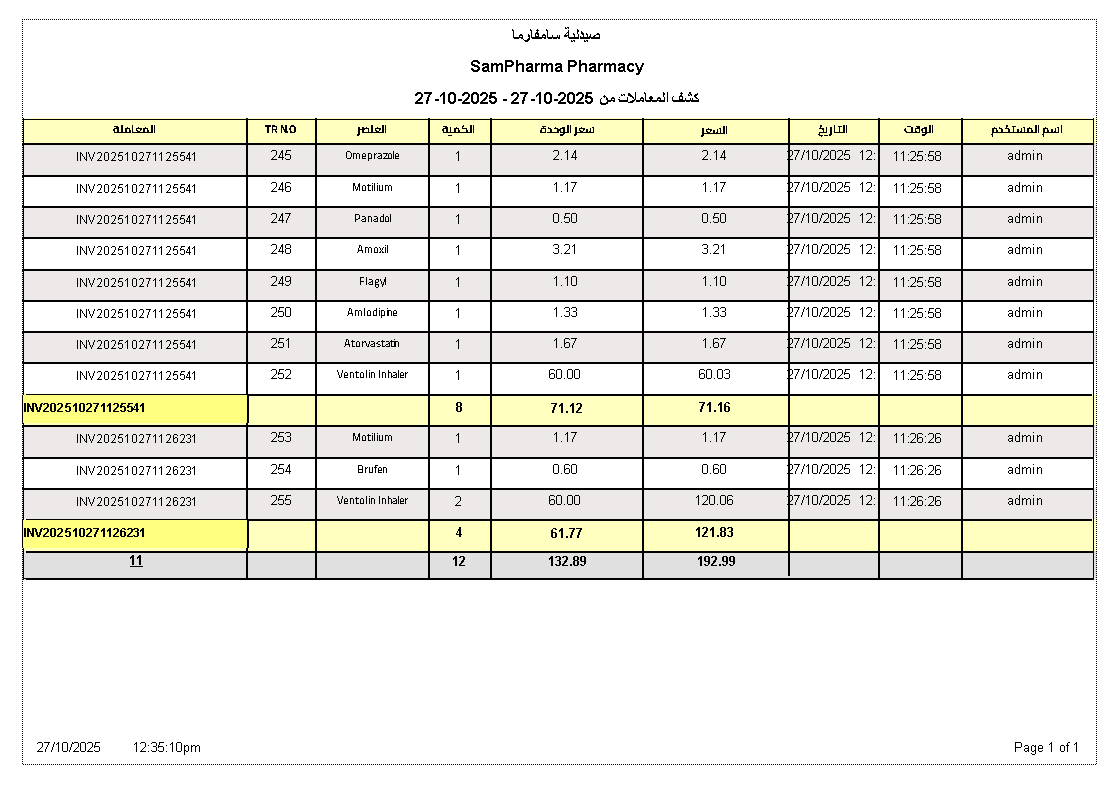 صيدلية سامفارما
SamPharma Pharmacy
كشف المعاملات من 2025-10-27 - 2025-10-27
المعاملة TR NO العنصر الكمية سعر الوحدة السعر التاريخ الوقت اسم المستخدم
INV202510271125541 245 Omeprazole 1 2.14 2.14 27/10/2025 12: 11:25:58 admin
INV202510271125541 246 Motilium 1 1.17 1.17 27/10/2025 12: 11:25:58 admin
INV202510271125541 247 Panadol 1 0.50 0.50 27/10/2025 12: 11:25:58 admin
INV202510271125541 248 Amoxil 1 3.21 3.21 27/10/2025 12: 11:25:58 admin
INV202510271125541 249 Flagyl 1 1.10 1.10 27/10/2025 12: 11:25:58 admin
INV202510271125541 250 Amlodipine 1 1.33 1.33 27/10/2025 12: 11:25:58 admin
INV202510271125541 251 Atorvastatin 1 1.67 1.67 27/10/2025 12: 11:25:58 admin
INV202510271125541 252 Ventolin Inhaler 1 60.00 60.03 27/10/2025 12: 11:25:58 admin
INV202510271125541 8 71.12 71.16
INV202510271126231 253 Motilium 1 1.17 1.17 27/10/2025 12: 11:26:26 admin
INV202510271126231 254 Brufen 1 0.60 0.60 27/10/2025 12: 11:26:26 admin
INV202510271126231 255 Ventolin Inhaler 2 60.00 120.06 27/10/2025 12: 11:26:26 admin
INV202510271126231 4 61.77 121.83
11 12 132.89 192.99
27/10/2025 12:35:10pm Page 1 of 1